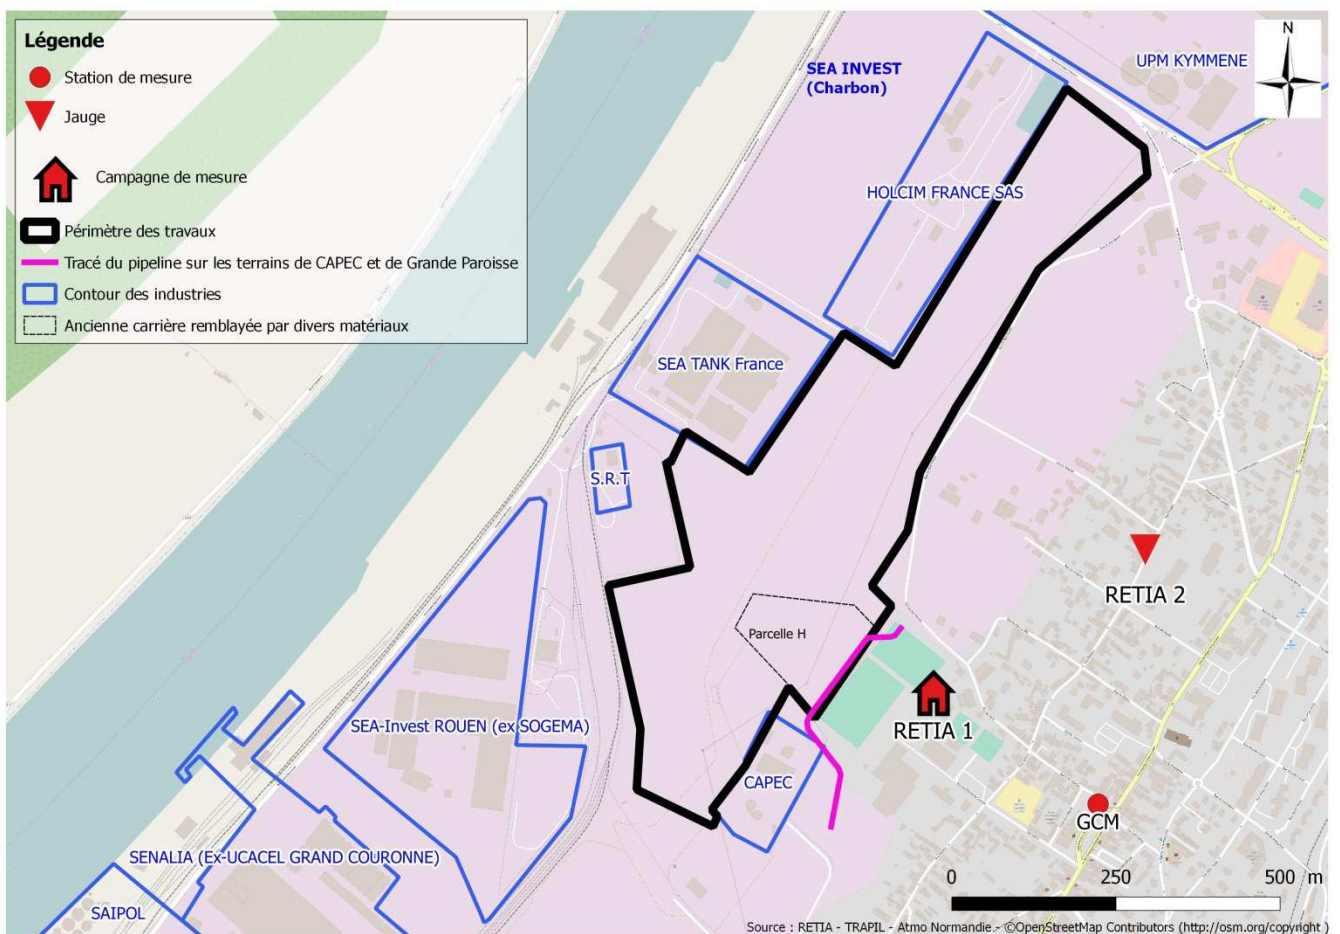 Légende
Station de mesure
Jauge
Campagne de mesure
Périmètre des travaux
Tracé du pipeline sur les terrains de CAPEC et de Grande Paroisse
Contour des industries
Ancienne carrière remblayée par divers matériaux
SEA INVEST
(Charbon)
UPM KYMMENE
N
HOLCIM FRANCE SAS
SEA TANK France
S.R.T
RETIA 2
Parcelle H
RETIA 1
SEA-Invest ROUEN (ex SOGEMA)
CAPEC
GCM
SENALIA (Ex-UCACEL GRAND COURONNE)
SAIPOL
0 250 500 m
Source : RETIA - TRAPIL - Atmo Normandie - ©OpenStreetMap Contributors (http://osm.org/copyright )